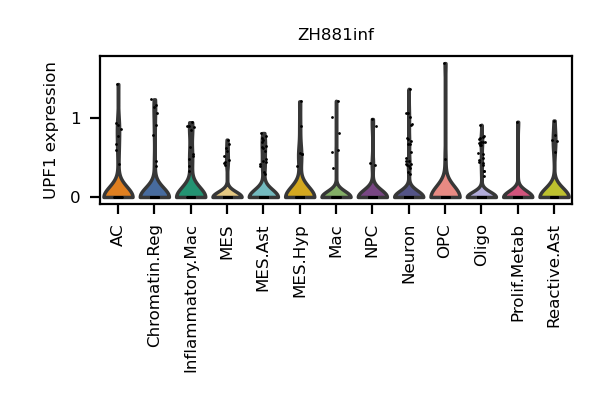 ZH881inf
UPF1 expression
1
0
AC
Chromatin.Reg
Inflammatory.Mac
MES
MES.Ast
MES.Hyp
Mac
NPC
Neuron
OPC
Oligo
Prolif.Metab
Reactive.Ast